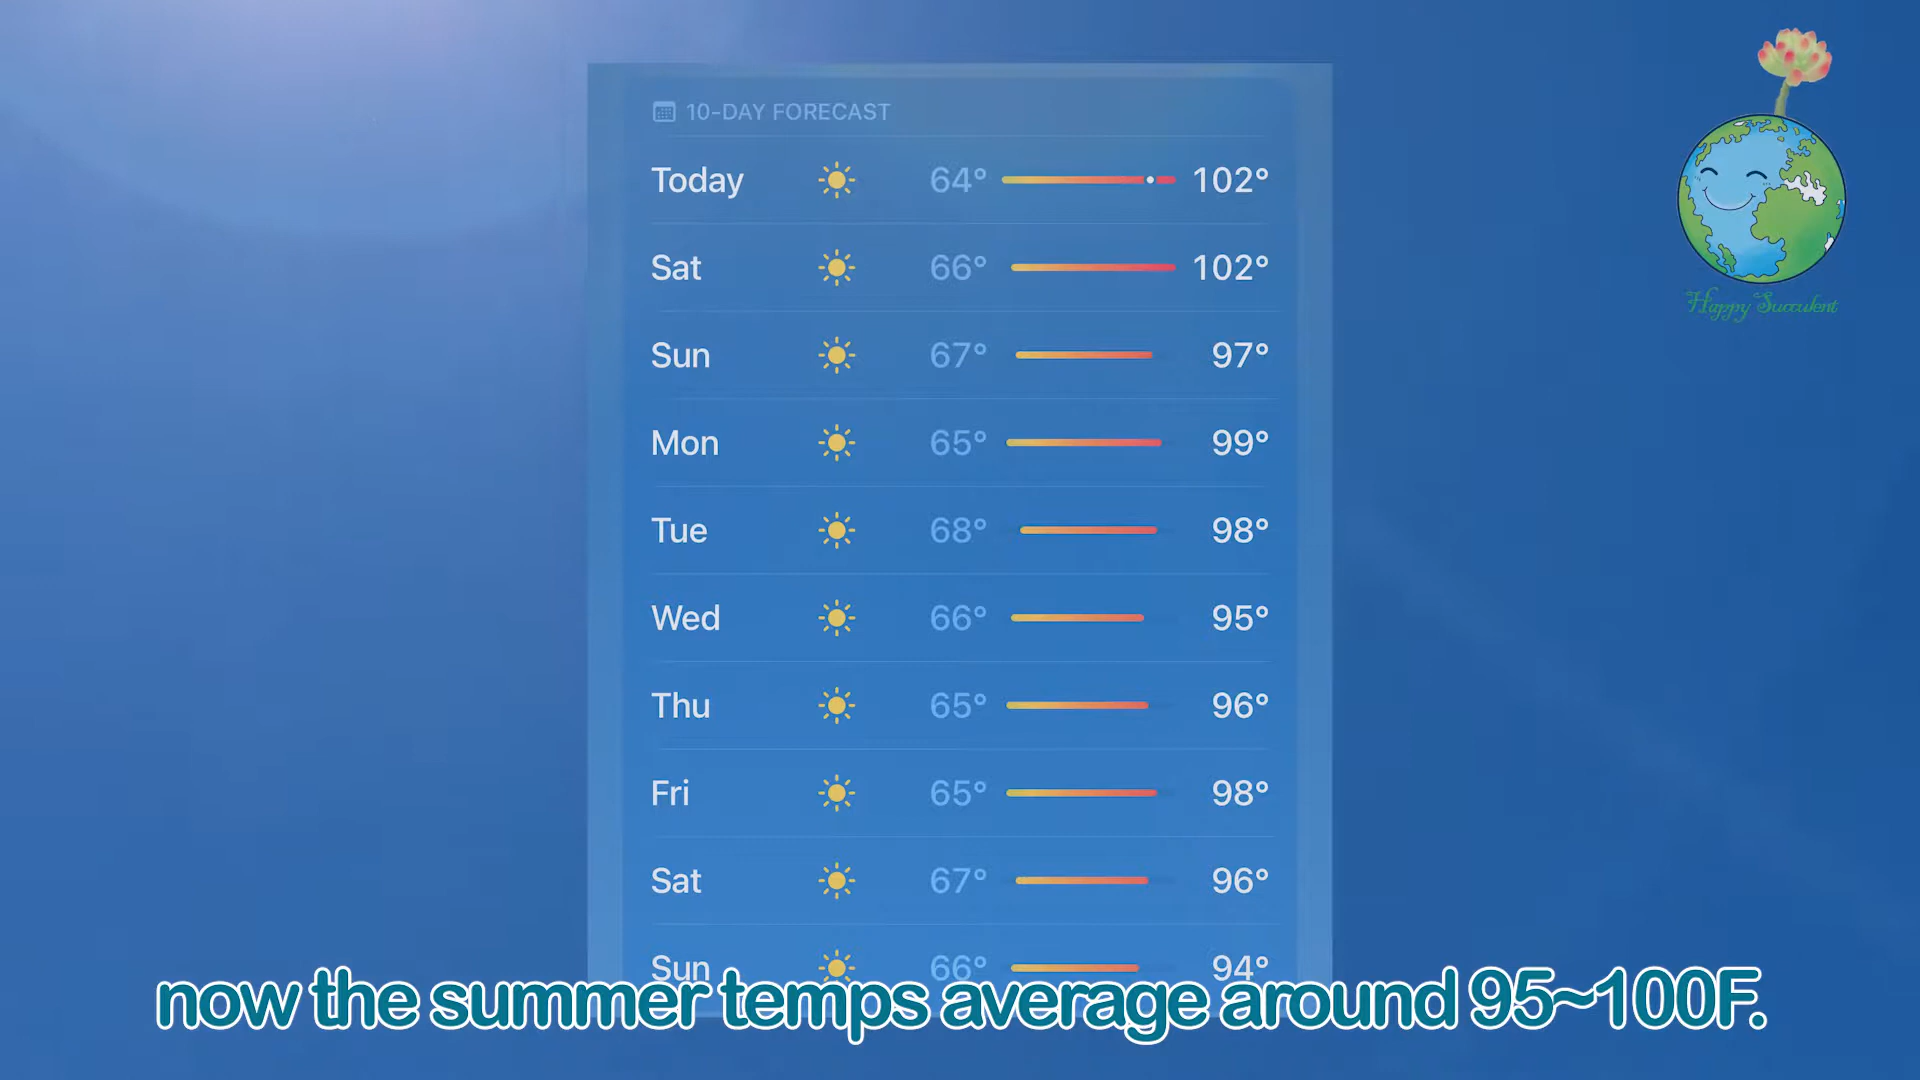 10-DAY FORECAST
Today 64° 102°
Sat 66° 102°
Sun 67° 97°
Mon 65° 99°
Tue 68° 98°
Wed 66° 95°
Thu 65° 96°
Fri 65° 98°
Sat 67° 96°
Sun 66° 94°
now the summer temps average around 95~100F.
Happy Succulent